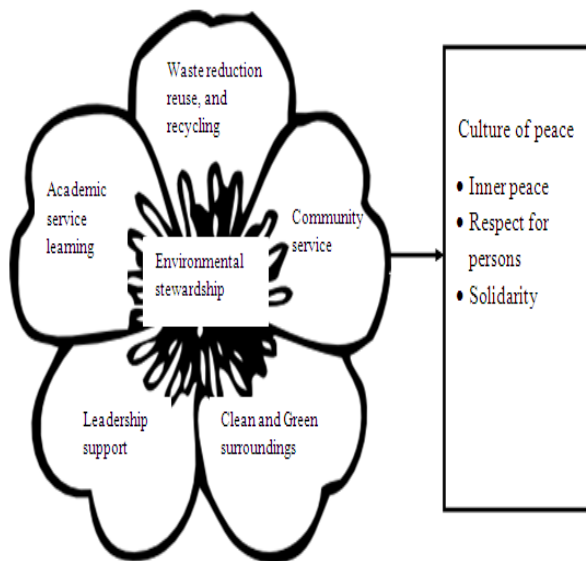 Waste reduction
reuse, and
recycling
Academic
service
learning
Community
service
Environmental
stewardship
Leadership
support
Clean and Green
surroundings
Culture of peace
• Inner peace
• Respect for
persons
• Solidarity